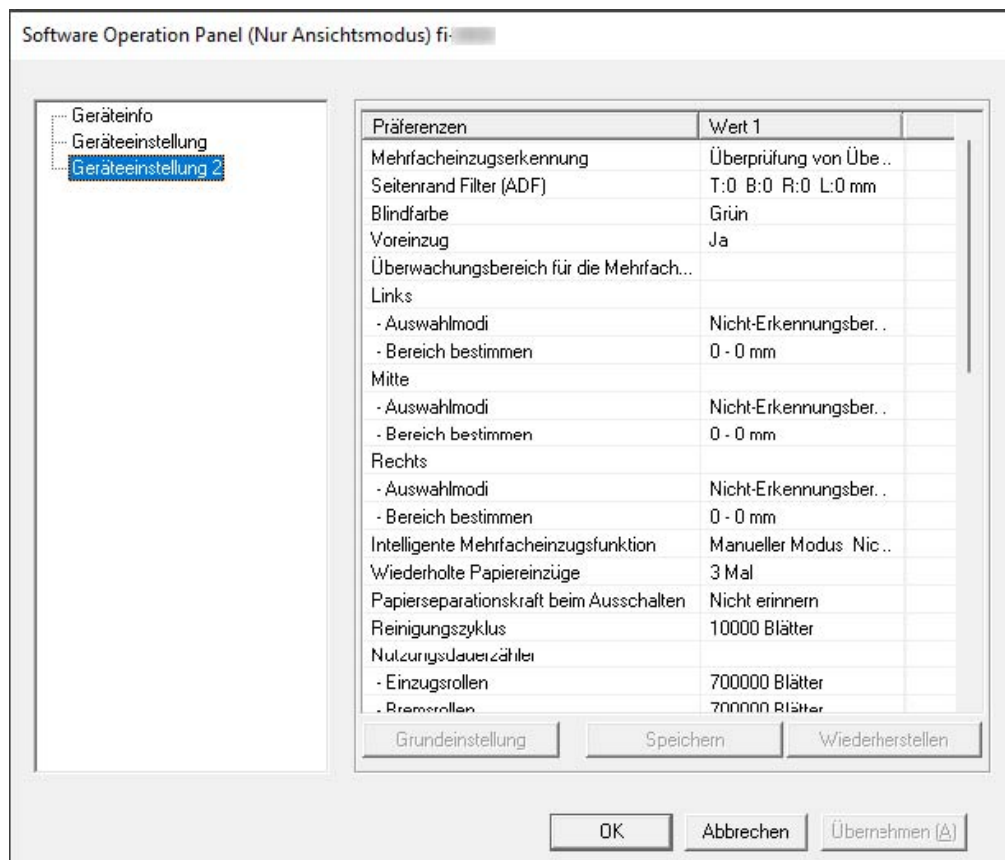 Software Operation Panel (Nur Ansichtsmodus) fi-
Geräteinfo
Geräteeinstellung
Geräteeinstellung 2
Präferenzen Wert 1
Mehrfacheinzugserkennung Überprüfung von Übe...
Seitenrand Filter (ADF) T:0 B:0 R:0 L:0 mm
Blindfarbe Grün
Voreinzug Ja
Überwachungsbereich für die Mehrfach...
Links
- Auswahlmodi Nicht-Erkennungsber...
- Bereich bestimmen 0 - 0 mm
Mitte
- Auswahlmodi Nicht-Erkennungsber...
- Bereich bestimmen 0 - 0 mm
Rechts
- Auswahlmodi Nicht-Erkennungsber...
- Bereich bestimmen 0 - 0 mm
Intelligente Mehrfacheinzugsfunktion Manueller Modus Nic...
Wiederholte Papiereinzüge 3 Mal
Papierseparationskraft beim Ausschalten Nicht erinnern
Reinigungszyklus 10000 Blätter
Nutzungsdauerzähler
- Einzugsrollen 700000 Blätter
- Bremsrollen 700000 Blätter
Grundeinstellung Speichern Wiederherstellen
OK Abbrechen Übernehmen (A)